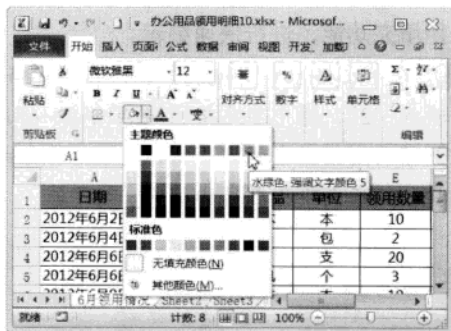 办公用品领用明细10.xlsx - Microsof...
文件 开始 插入 页面 公式 数据 审阅 视图 开发 加载
微软雅黑 12
粘贴 B I U A A 对齐方式 数字 样式 单元格
剪贴板 编辑
A1
主题颜色
水绿色, 强调文字颜色 5
A E
1 日期 单位 领用数量
2 2012年6月2日 本 10
3 2012年6月4日 包 2
4 2012年6月 支 20
5 2012年6月6日 个 3
标准色
无填充颜色(N)
其他颜色(M)...
6月领用情况 Sheet2 Sheet3
就绪 计数: 8 100%